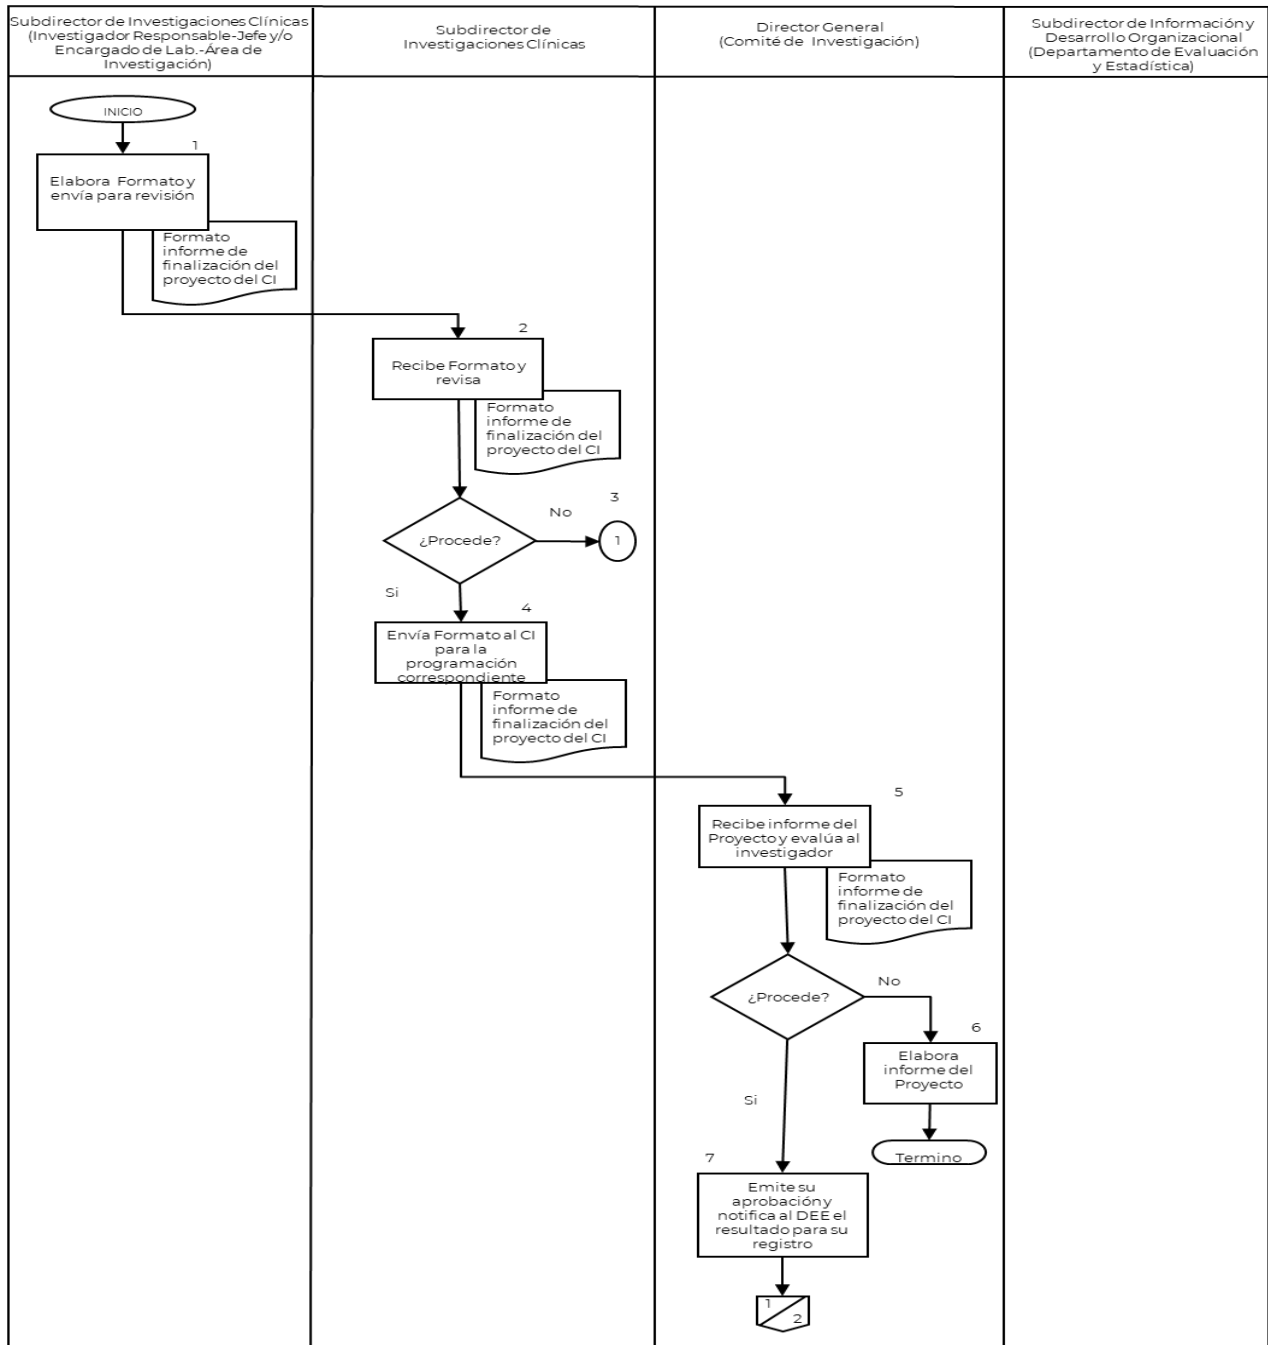 Subdirector de Investigaciones Clínicas
(Investigador Responsable-Jefe y/o
Encargado de Lab.-Área de
Investigación)
Subdirector de
Investigaciones Clínicas
Director General
(Comité de Investigación)
Subdirector de Información y
Desarrollo Organizacional
(Departamento de Evaluación
y Estadística)
INICIO
1
Elabora Formato y
envía para revisión
Formato
informe de
finalización del
proyecto del CI
2
Recibe Formato y
revisa
Formato
informe de
finalización del
proyecto del CI
¿Procede?
No
3
1
Si
4
Envía Formato al CI
para la
programación
correspondiente
Formato
informe de
finalización del
proyecto del CI
5
Recibe informe del
Proyecto y evalúa al
investigador
Formato
informe de
finalización del
proyecto del CI
¿Procede?
No
6
Elabora
informe del
Proyecto
Termino
Si
7
Emite su
aprobación y
notifica al DEE el
resultado para su
registro
1
2